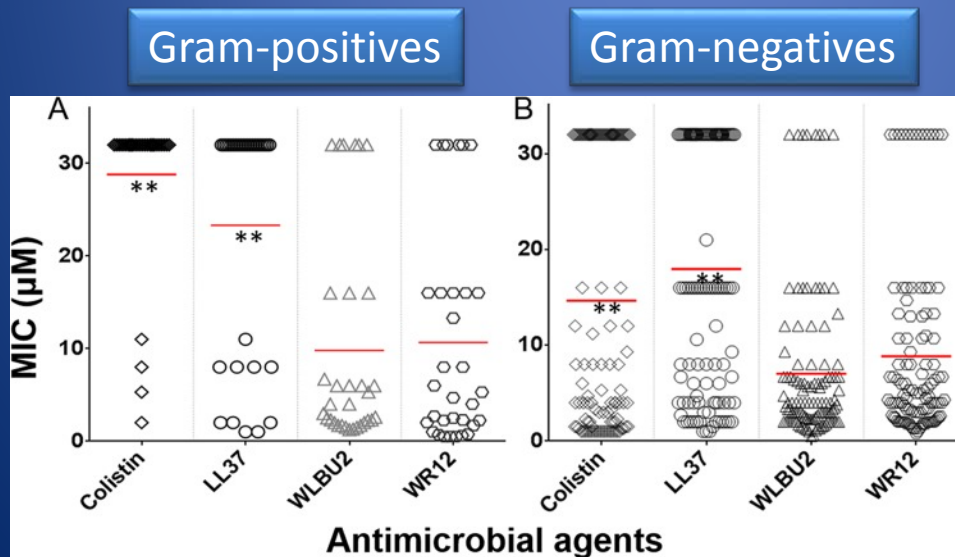 Gram-positives
Gram-negatives
A
B
MIC (µM)
30
20
10
0
30
20
10
0
**
**
**
**
Colistin
LL37
WLBU2
WR12
Colistin
LL37
WLBU2
WR12
Antimicrobial agents